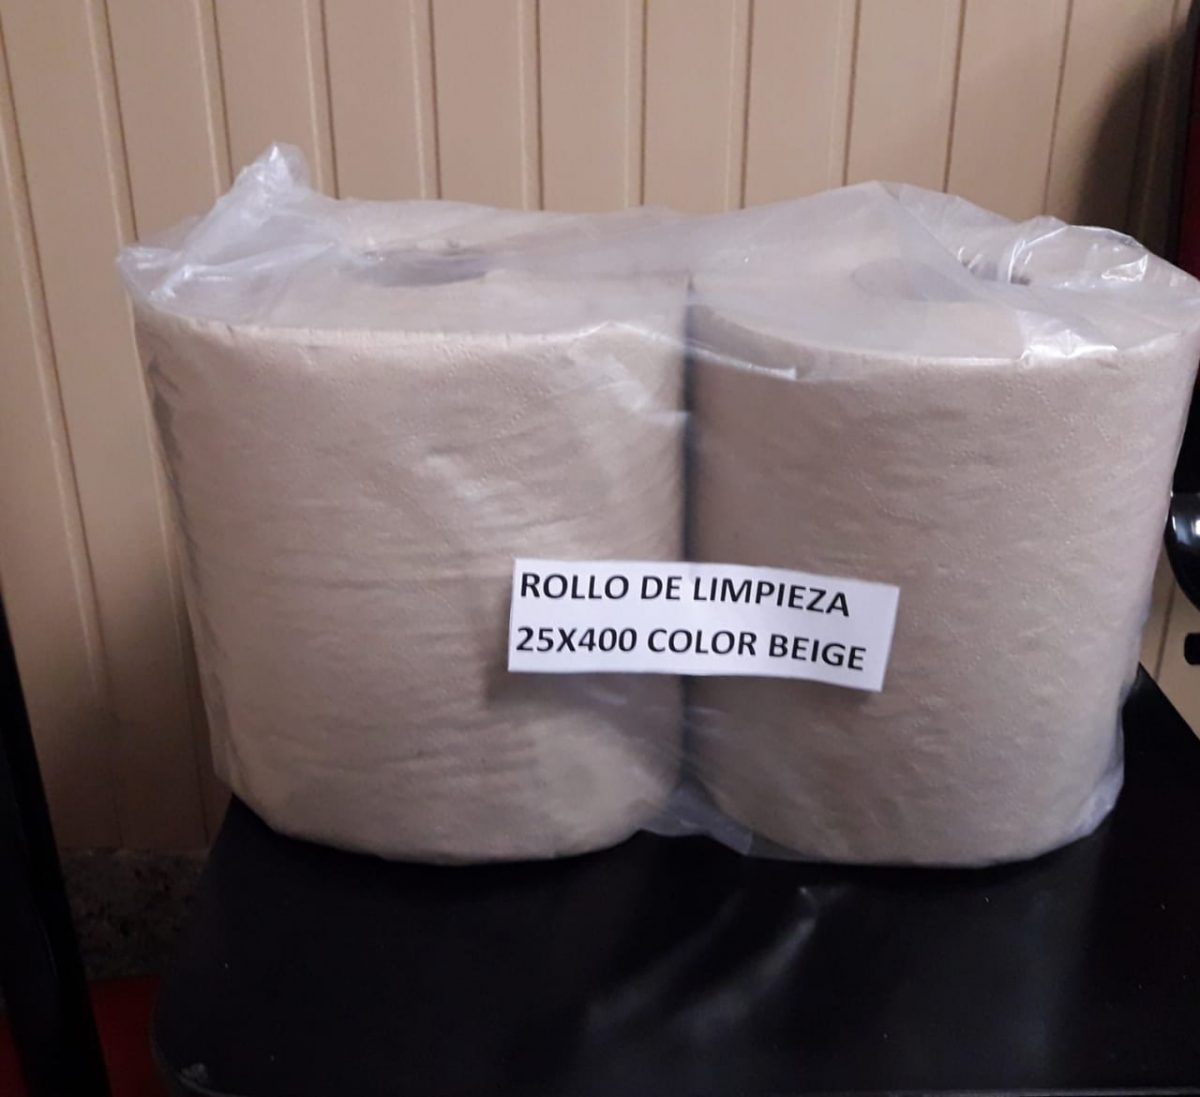 ROLLO DE LIMPIEZA
25X400 COLOR BEIGE